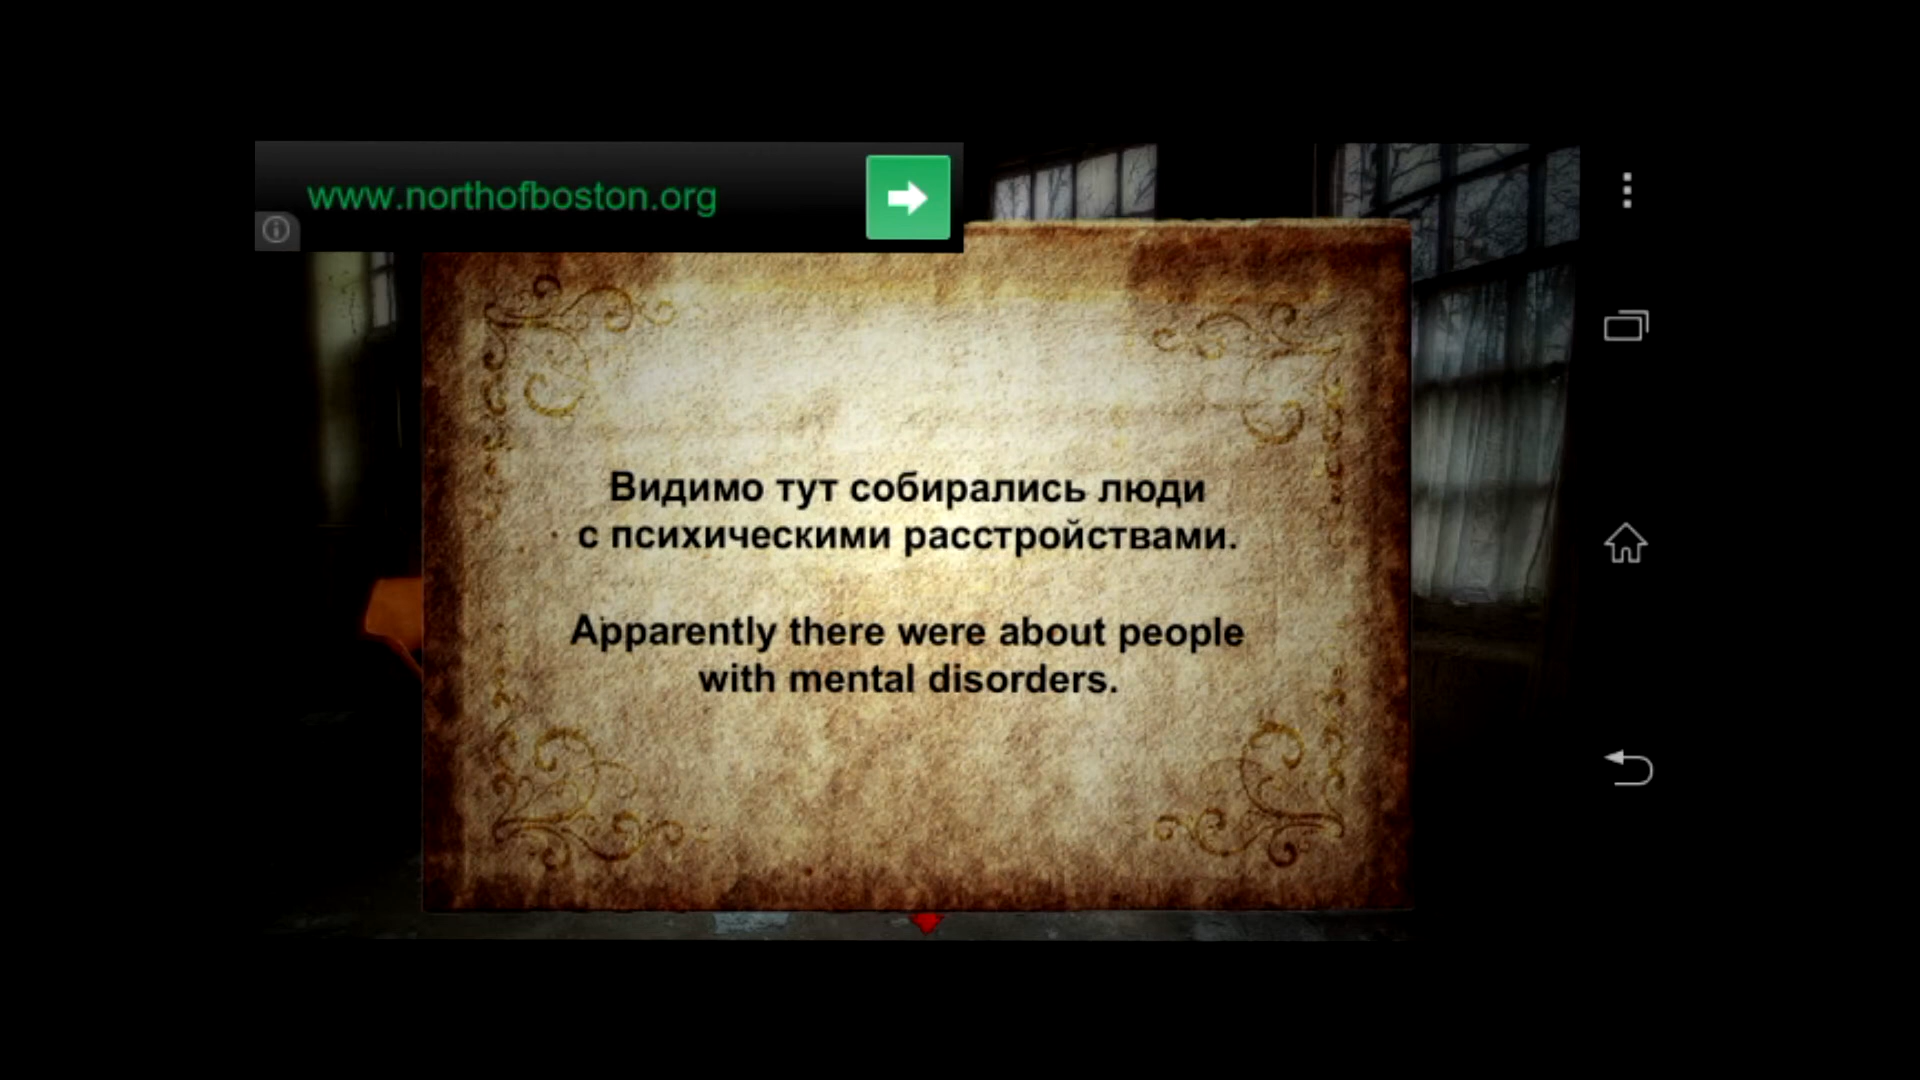 www.northofboston.org
Видимо тут собирались люди
с психическими расстройствами.
Apparently there were about people
with mental disorders.